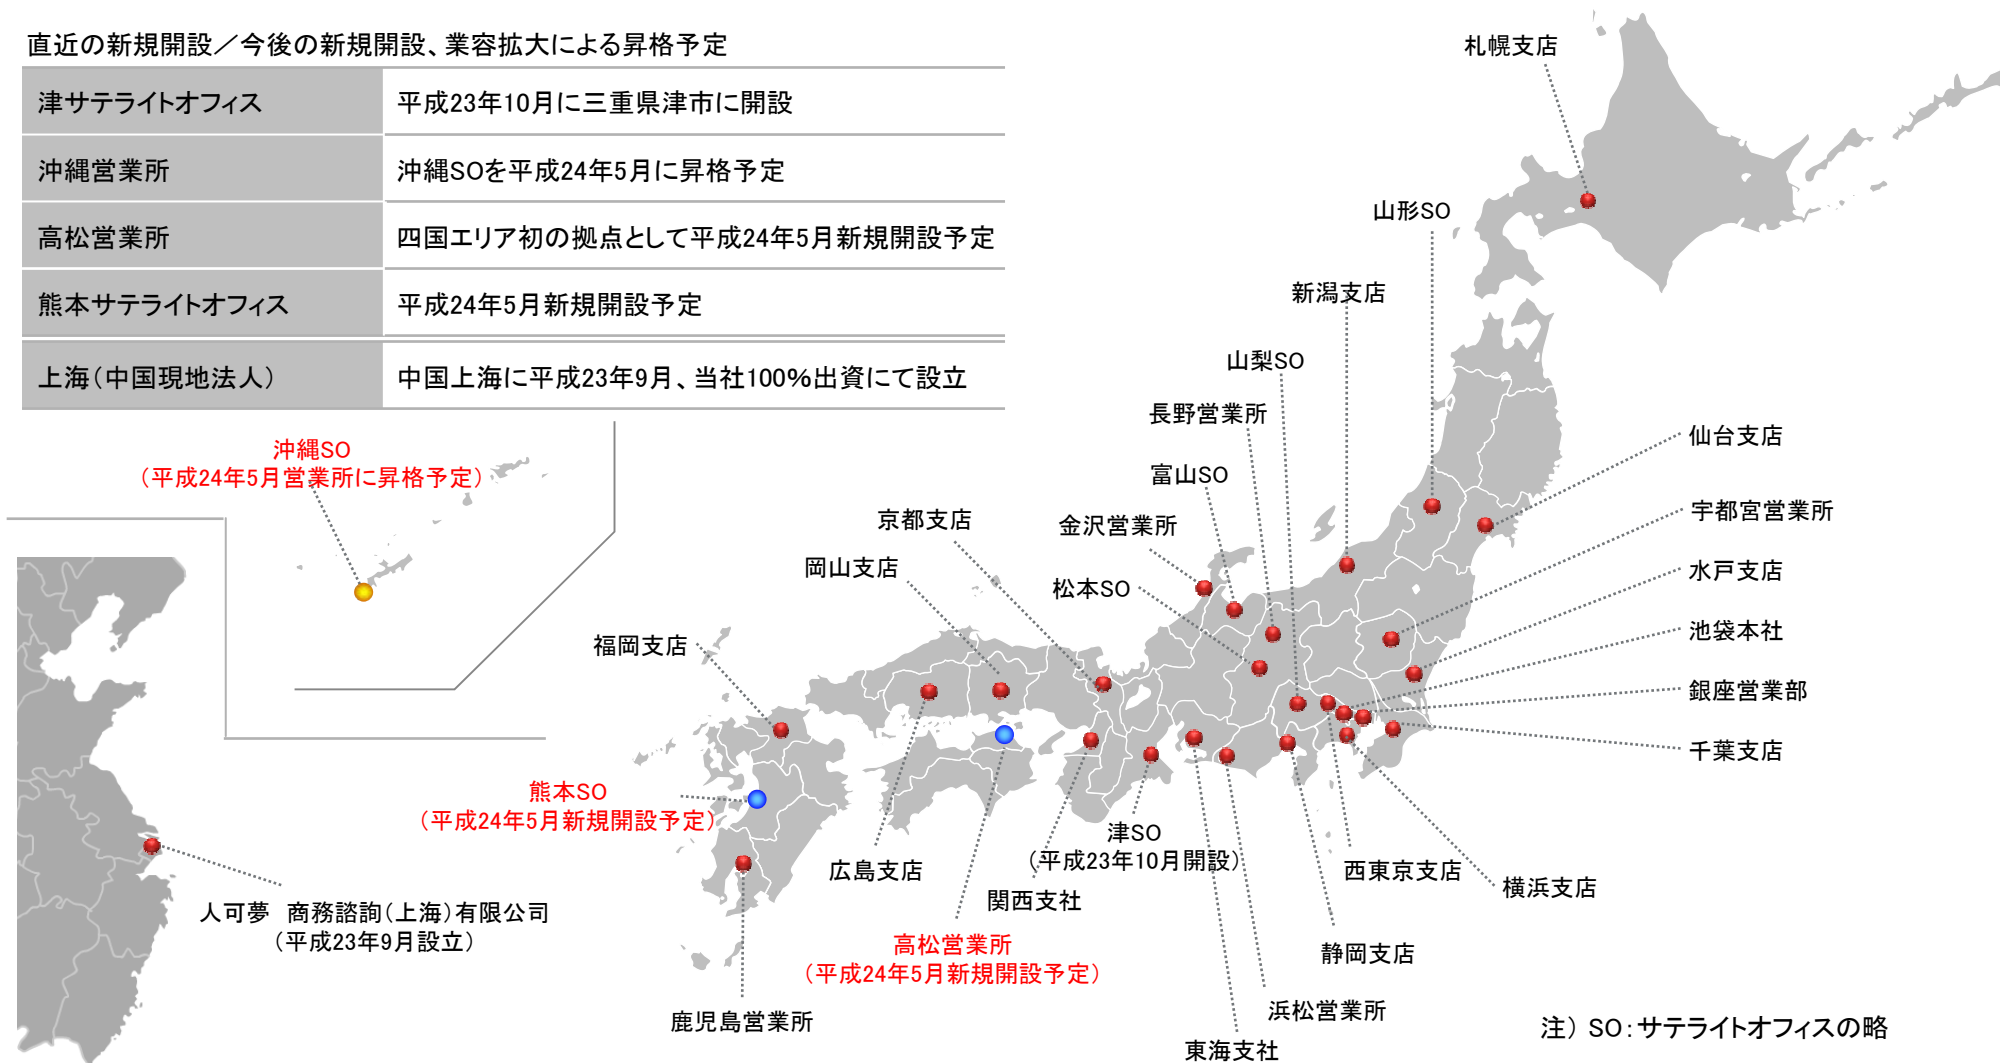 直近の新規開設／今後の新規開設、業容拡大による昇格予定
津サテライトオフィス 平成23年10月に三重県津市に開設
沖縄営業所 沖縄SOを平成24年5月に昇格予定
高松営業所 四国エリア初の拠点として平成24年5月新規開設予定
熊本サテライトオフィス 平成24年5月新規開設予定
上海（中国現地法人） 中国上海に平成23年9月、当社100％出資にて設立
札幌支店
山形SO
新潟支店
山梨SO
長野営業所
富山SO
金沢営業所
松本SO
京都支店
岡山支店
福岡支店
沖縄SO
（平成24年5月営業所に昇格予定）
仙台支店
宇都宮営業所
水戸支店
池袋本社
銀座営業部
千葉支店
熊本SO
（平成24年5月新規開設予定）
広島支店
関西支社
津SO
（平成23年10月開設）
西東京支店
横浜支店
人可夢　商務諮詢（上海）有限公司
（平成23年9月設立）
高松営業所
（平成24年5月新規開設予定）
静岡支店
浜松営業所
鹿児島営業所
東海支社
注） SO：サテライトオフィスの略